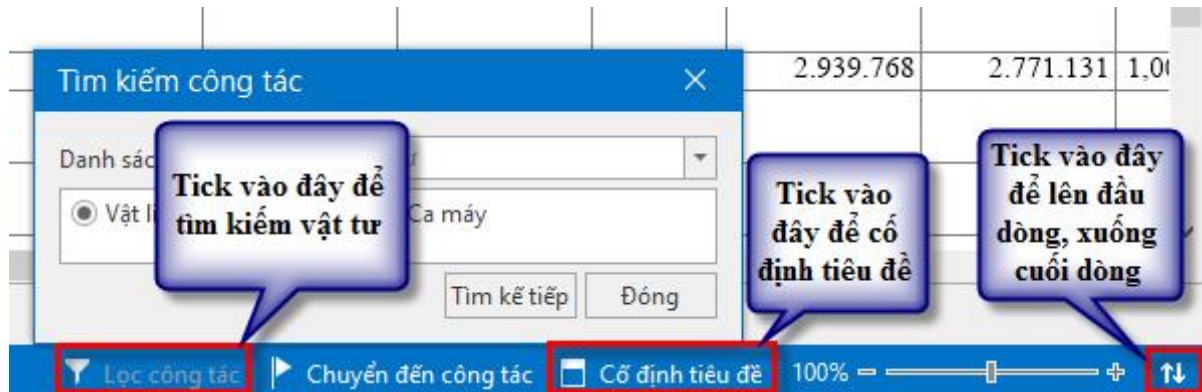 2.939.768 2.771.131 1,00
Tìm kiếm công tác
Danh sác
Vật li
Ca máy
Tìm kế tiếp Đóng
Tick vào đây để
tìm kiếm vật tư
Tick vào
đây để cố
định tiêu đề
Tick vào đây
để lên đầu
dòng, xuống
cuối dòng
Lọc công tác Chuyển đến công tác Cố định tiêu đề 100%